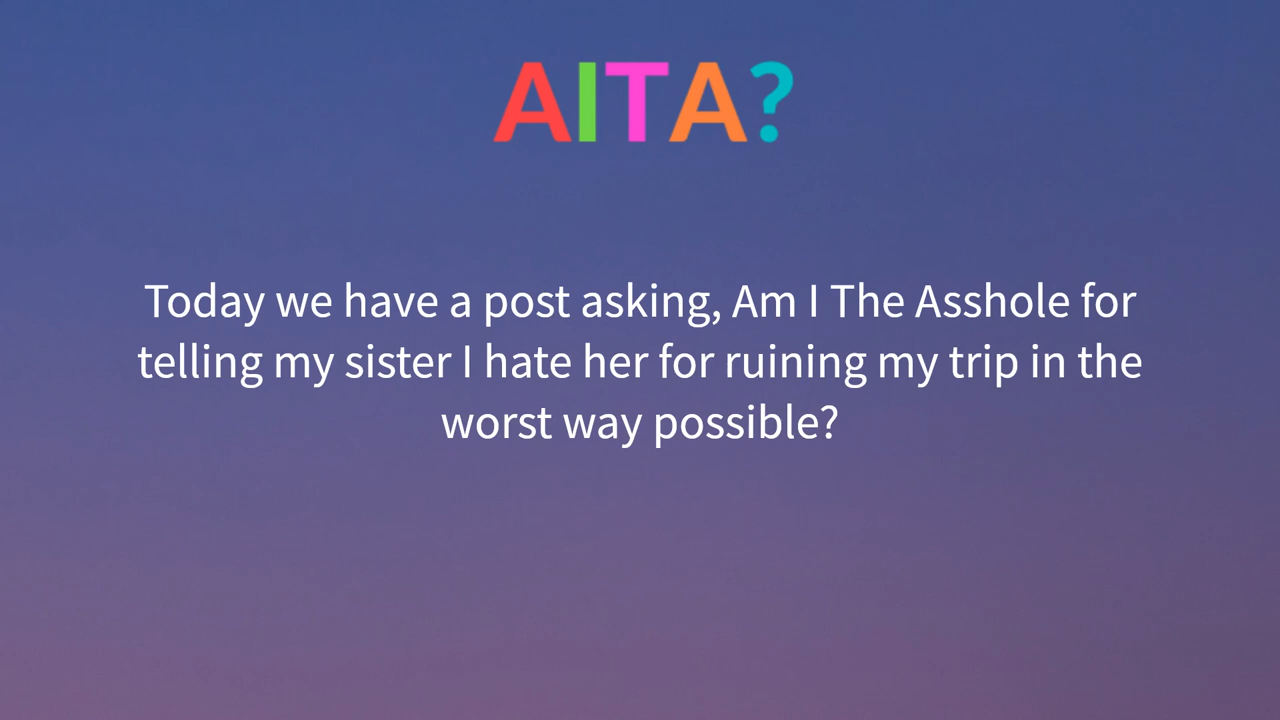 AITA?
Today we have a post asking, Am I The Asshole for
telling my sister I hate her for ruining my trip in the
worst way possible?